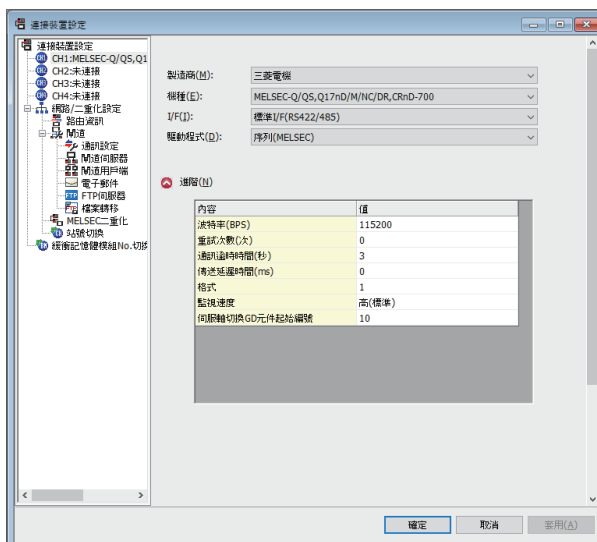 連接裝置設定
連接裝置設定
CH1:MELSEC-Q/QS,Q1
CH2:未連接
CH3:未連接
CH4:未連接
網路/二重化設定
路由資訊
閘道
通訊設定
閘道伺服器
閘道用戶端
電子郵件
FTP伺服器
檔案轉移
MELSEC二重化
站號切換
緩衝記憶體模組No.切換
製造商(M): 三菱電機
機種(E): MELSEC-Q/QS,Q17nD/M/NC/DR,CRnD-700
I/F(I): 標準I/F(RS422/485)
驅動程式(D): 序列(MELSEC)
進階(N)
內容 值
波特率(BPS) 115200
重試次數(次) 0
通訊逾時時間(秒) 3
傳送延遲時間(ms) 0
格式 1
監視速度 高(標準)
伺服軸切換GD元件起始編號 10
確定 取消 套用(A)